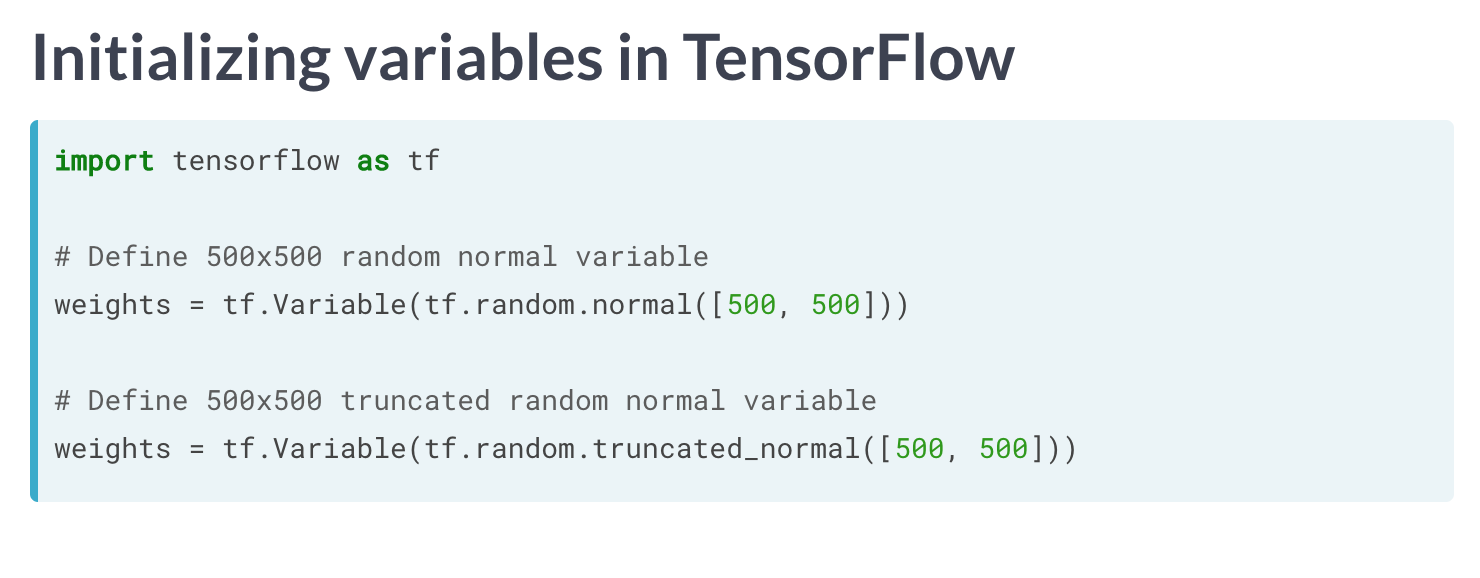 Initializing variables in TensorFlow
import tensorflow as tf
# Define 500x500 random normal variable
weights = tf.Variable(tf.random.normal([500, 500]))
# Define 500x500 truncated random normal variable
weights = tf.Variable(tf.random.truncated_normal([500, 500]))